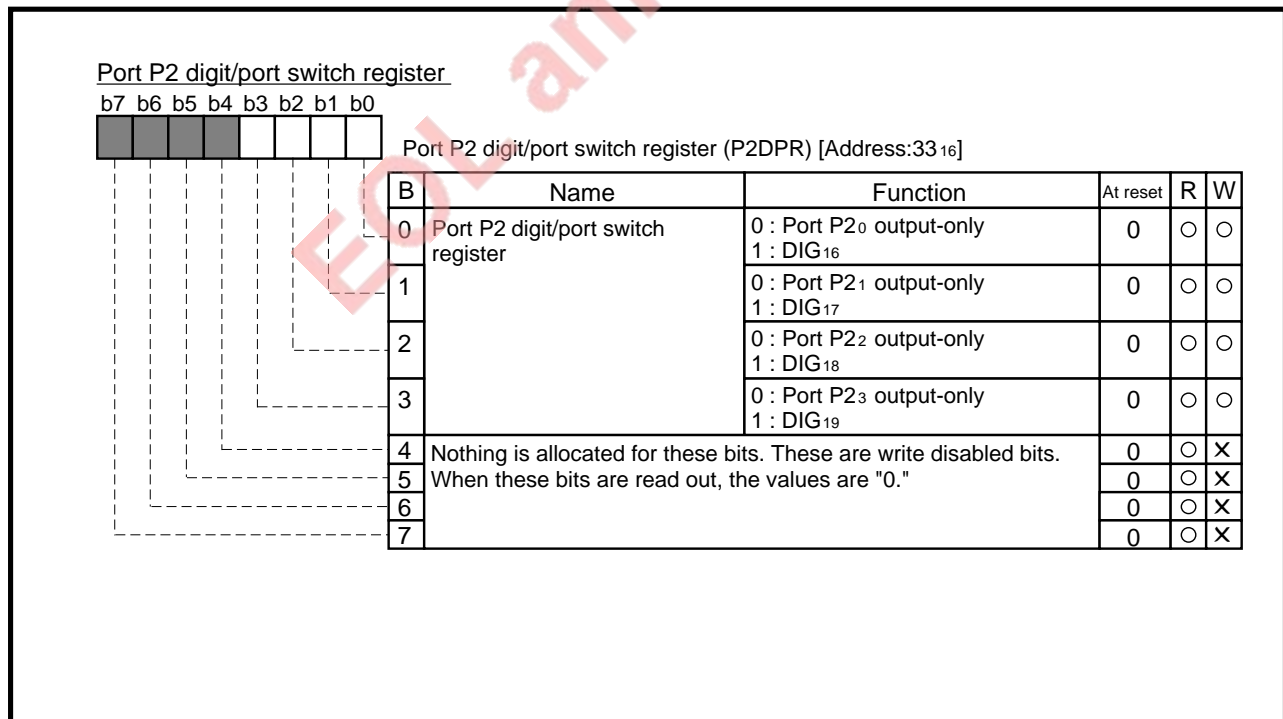 EOL an
Port P2 digit/port switch register
b7 b6 b5 b4 b3 b2 b1 b0
Port P2 digit/port switch register (P2DPR) [Address:3316]
B Name Function At reset R W
0 Port P2 digit/port switch register 0 : Port P20 output-only 0 ○ ○
1 : DIG16
1 0 : Port P21 output-only 0 ○ ○
1 : DIG17
2 0 : Port P22 output-only 0 ○ ○
1 : DIG18
3 0 : Port P23 output-only 0 ○ ○
1 : DIG19
4 Nothing is allocated for these bits. These are write disabled bits. 0 ○ ×
5 When these bits are read out, the values are "0." 0 ○ ×
6 0 ○ ×
7 0 ○ ×